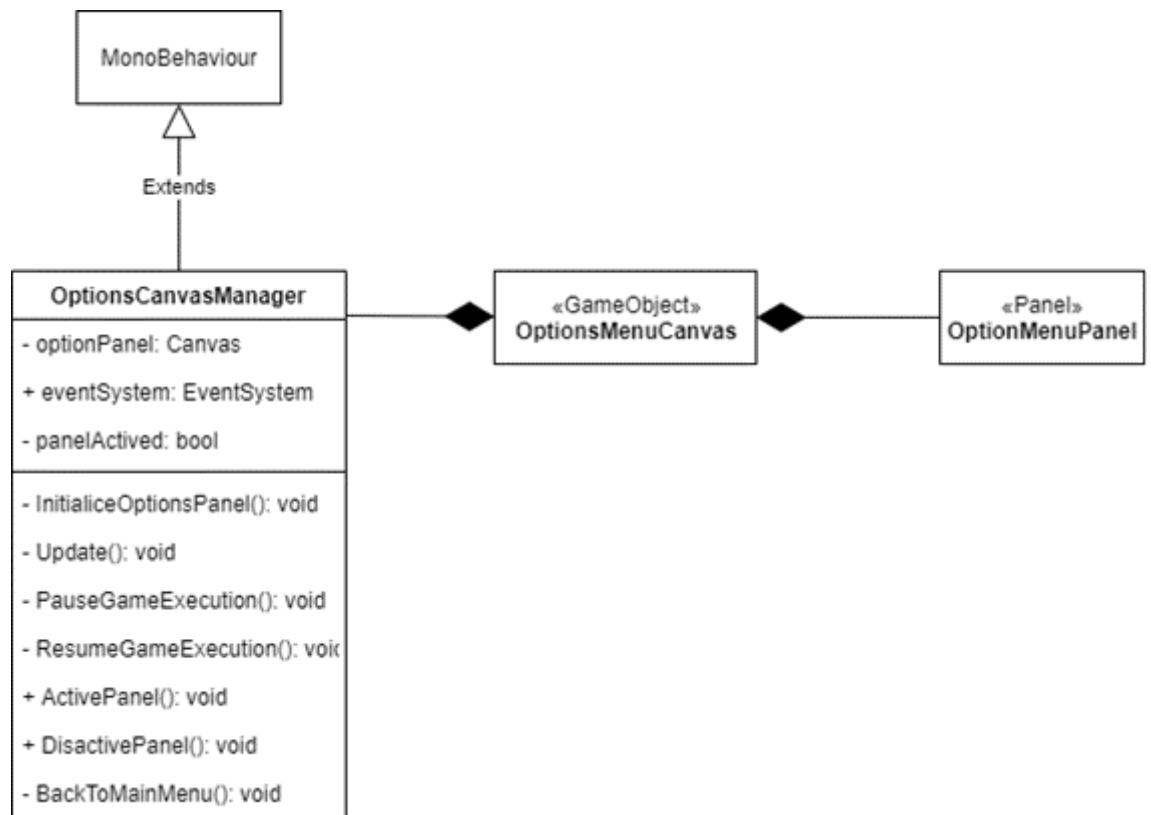 MonoBehaviour
Extends
OptionsCanvasManager
- optionPanel: Canvas
+ eventSystem: EventSystem
- panelActived: bool
- InitialiceOptionsPanel(): void
- Update(): void
- PauseGameExecution(): void
- ResumeGameExecution(): void
+ ActivePanel(): void
+ DisactivePanel(): void
- BackToMainMenu(): void
«GameObject»
OptionsMenuCanvas
«Panel»
OptionMenuPanel